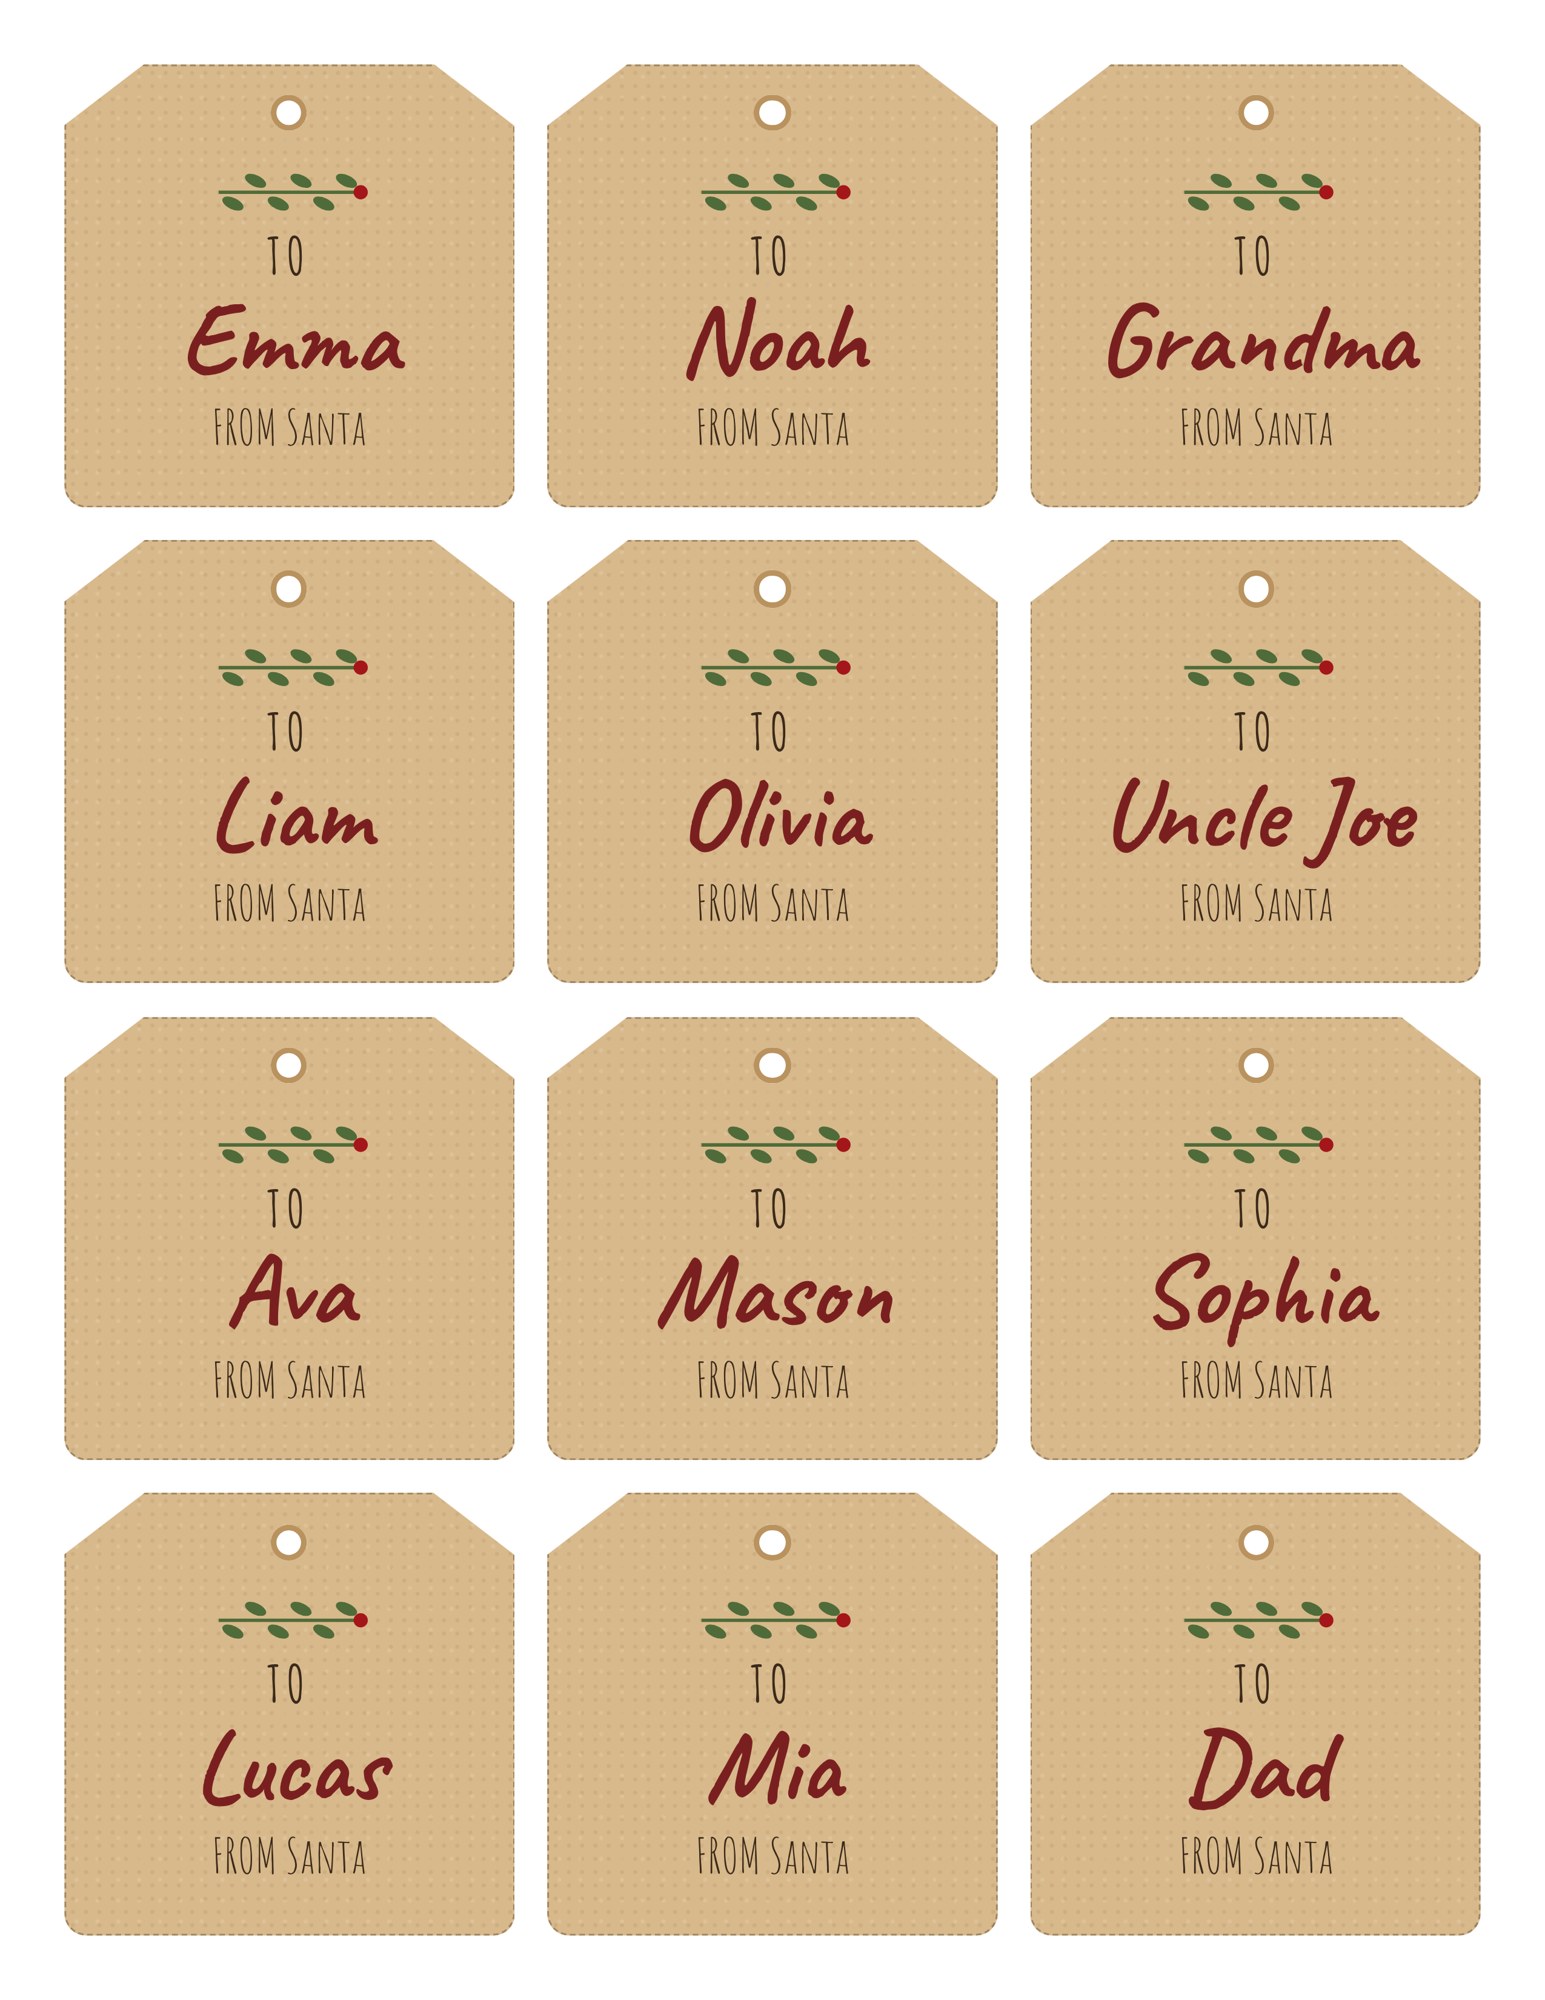 TO
Emma
FROM Santa
TO
Noah
FROM Santa
TO
Grandma
FROM Santa
TO
Liam
FROM Santa
TO
Olivia
FROM Santa
TO
Uncle Joe
FROM Santa
TO
Ava
FROM Santa
TO
Mason
FROM Santa
TO
Sophia
FROM Santa
TO
Lucas
FROM Santa
TO
Mia
FROM Santa
TO
Dad
FROM Santa